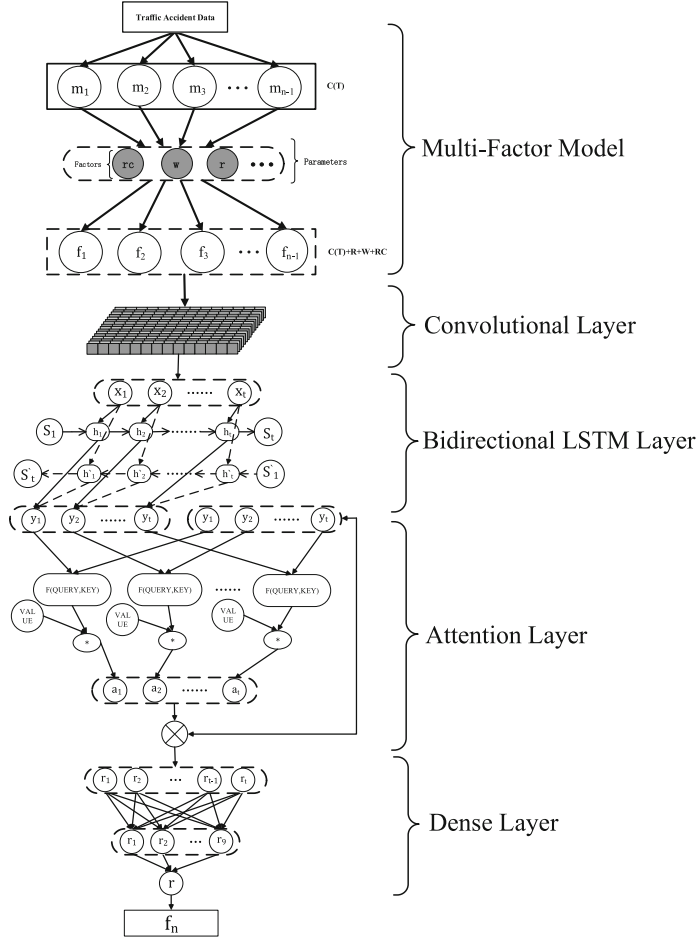 Traffic Accident Data
m1 m2 m3 ··· mn-1 C(T)
Multi-Factor Model
Factors rc w r ··· Parameters
f1 f2 f3 ··· fn-1 C(T)+R+W+RC
Convolutional Layer
x1 x2 ······ xt
S1 h1 h2 ······ ht St
Bidirectional LSTM Layer
S`t h`1 h`2 ······ h`t S`1
y1 y2 ······ yt y1 y2 ······ yt
F(QUERY,KEY) F(QUERY,KEY) ······ F(QUERY,KEY)
VAL
UE
VAL
UE
VAL
UE
Attention Layer
* * *
a1 a2 ······ at
r1 r2 ··· rt-1 rt
Dense Layer
r1 r2 ··· r9
r
fn